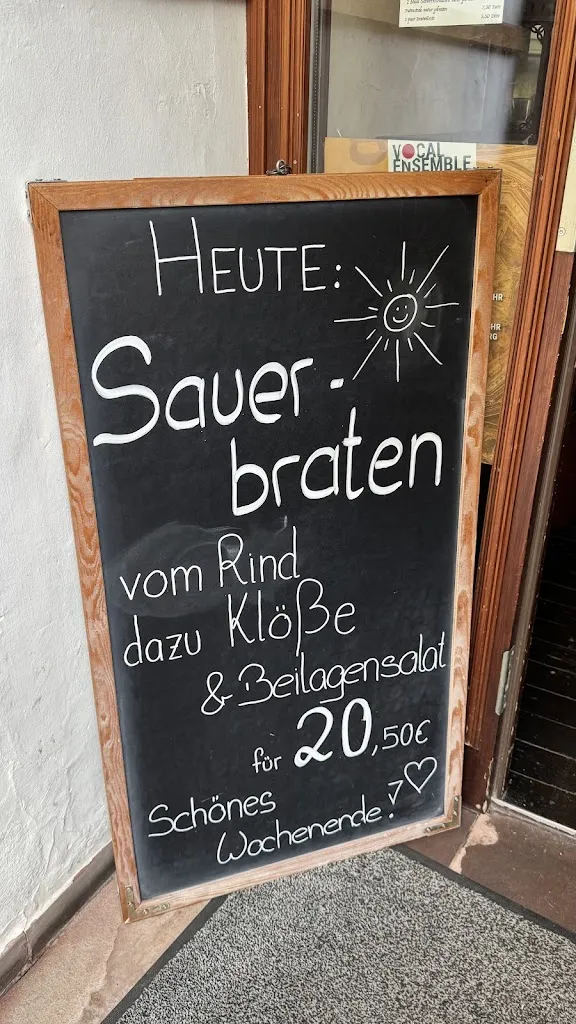 VOCAL
ENSEMBLE
HEUTE:
Sauer-
braten
vom Rind
dazu Klöße
& Beilagensalat
für 20,50€
Schönes
Wochenende!